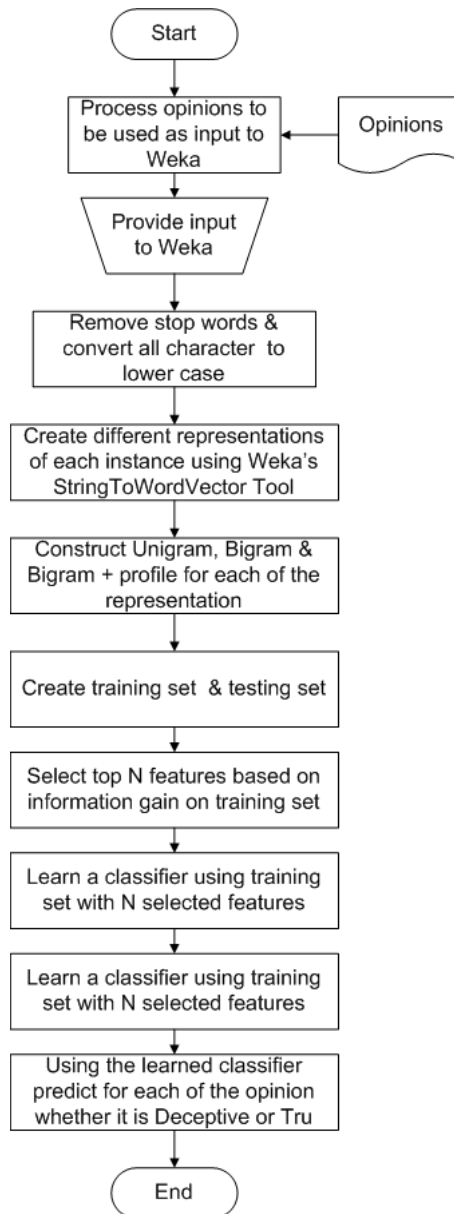 Start
Process opinions to
be used as input to
Weka
Opinions
Provide input
to Weka
Remove stop words &
convert all character to
lower case
Create different representations
of each instance using Weka's
StringToWordVector Tool
Construct Unigram, Bigram &
Bigram + profile for each of the
representation
Create training set & testing set
Select top N features based on
information gain on training set
Learn a classifier using training
set with N selected features
Learn a classifier using training
set with N selected features
Using the learned classifier
predict for each of the opinion
whether it is Deceptive or Tru
End